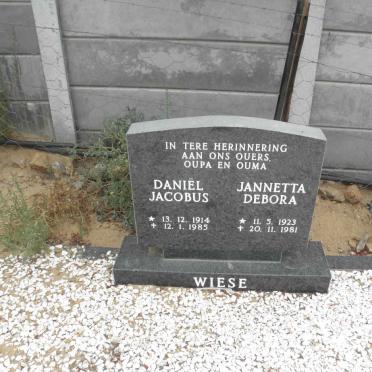 IN TERE HERINNERING
AAN ONS OUERS,
OUPA EN OUMA
DANIËL JACOBUS
* 13. 12. 1914
✝ 12. 1. 1985
JANNETTA DEBORA
* 11. 5. 1923
✝ 20. 11. 1981
WIESE